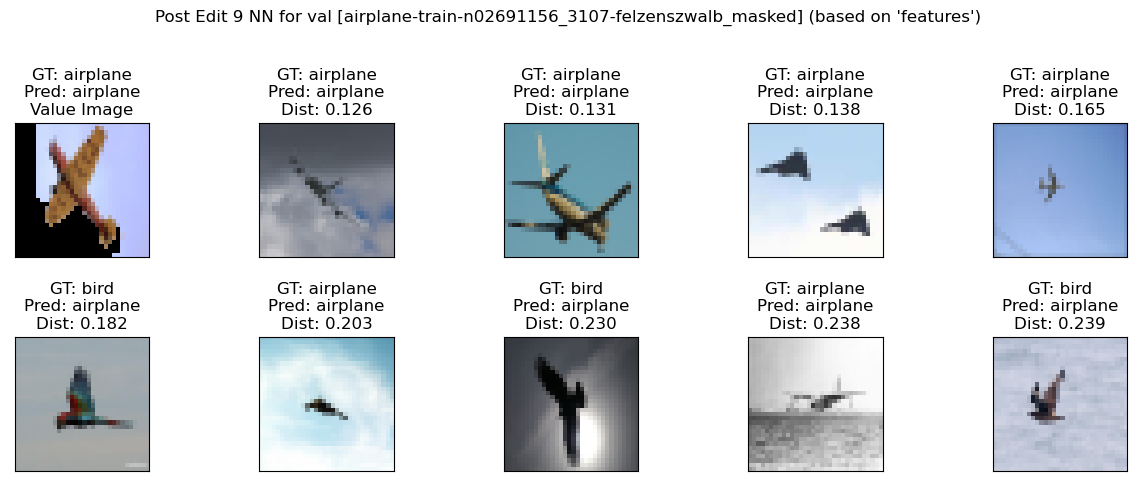 Post Edit 9 NN for val [airplane-train-n02691156_3107-felzenszwalb_masked] (based on 'features')
GT: airplane
Pred: airplane
Value Image
GT: airplane
Pred: airplane
Dist: 0.126
GT: airplane
Pred: airplane
Dist: 0.131
GT: airplane
Pred: airplane
Dist: 0.138
GT: airplane
Pred: airplane
Dist: 0.165
GT: bird
Pred: airplane
Dist: 0.182
GT: airplane
Pred: airplane
Dist: 0.203
GT: bird
Pred: airplane
Dist: 0.230
GT: airplane
Pred: airplane
Dist: 0.238
GT: bird
Pred: airplane
Dist: 0.239